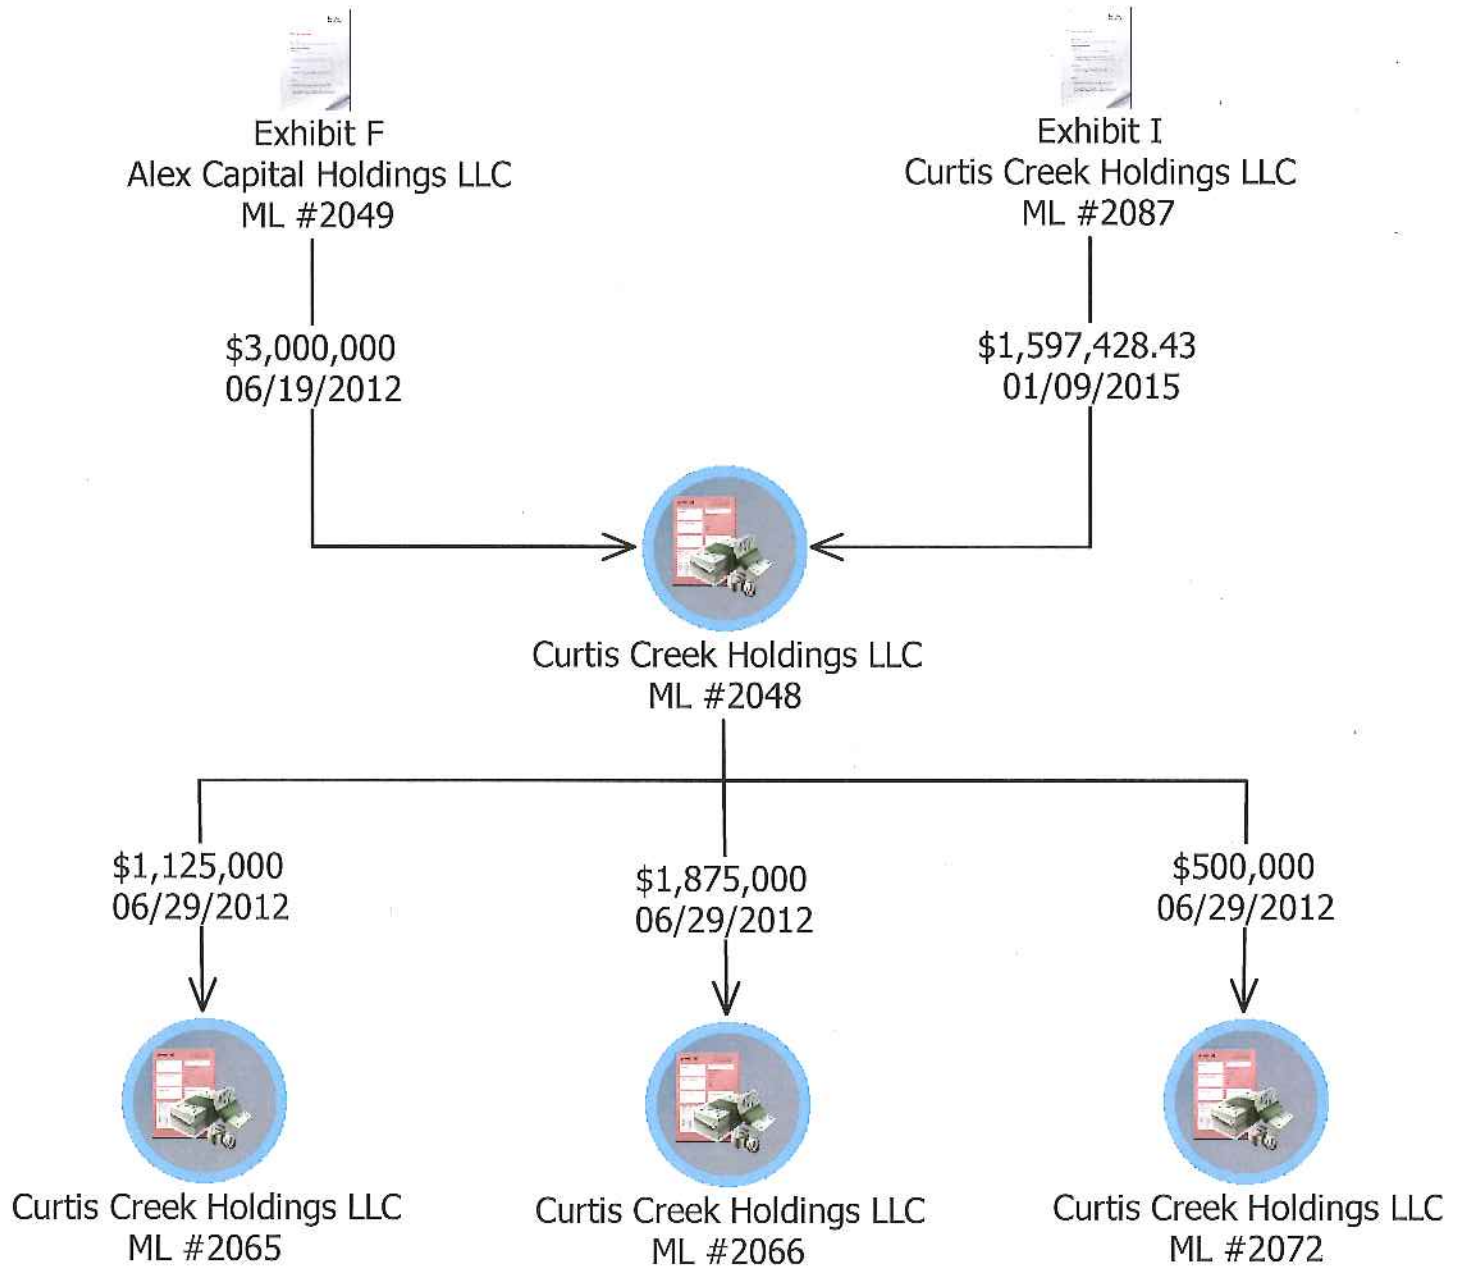 Exhibit F
Alex Capital Holdings LLC
ML #2049
Exhibit I
Curtis Creek Holdings LLC
ML #2087
$3,000,000
06/19/2012
$1,597,428.43
01/09/2015
Curtis Creek Holdings LLC
ML #2048
$1,125,000
06/29/2012
$1,875,000
06/29/2012
$500,000
06/29/2012
Curtis Creek Holdings LLC
ML #2065
Curtis Creek Holdings LLC
ML #2066
Curtis Creek Holdings LLC
ML #2072